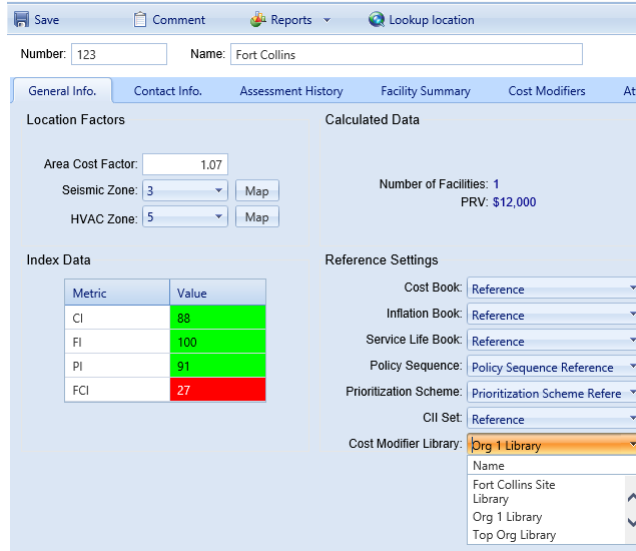 Save Comment Reports Lookup location
Number: 123 Name: Fort Collins
General Info. Contact Info. Assessment History Facility Summary Cost Modifiers At
Location Factors
Area Cost Factor: 1.07
Seismic Zone: 3 Map
HVAC Zone: 5 Map
Calculated Data
Number of Facilities: 1
PRV: $12,000
Index Data
Metric Value
CI 88
FI 100
PI 91
FCI 27
Reference Settings
Cost Book: Reference
Inflation Book: Reference
Service Life Book: Reference
Policy Sequence: Policy Sequence Reference
Prioritization Scheme: Prioritization Scheme Refere
CII Set: Reference
Cost Modifier Library: Org 1 Library
Name
Fort Collins Site
Library
Org 1 Library
Top Org Library